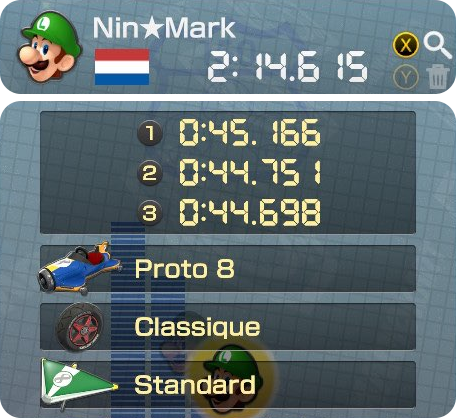 Nin★Mark
X
2:14.615
Y
1 0:45.166
2 0:44.751
3 0:44.698
Proto 8
Classique
Standard